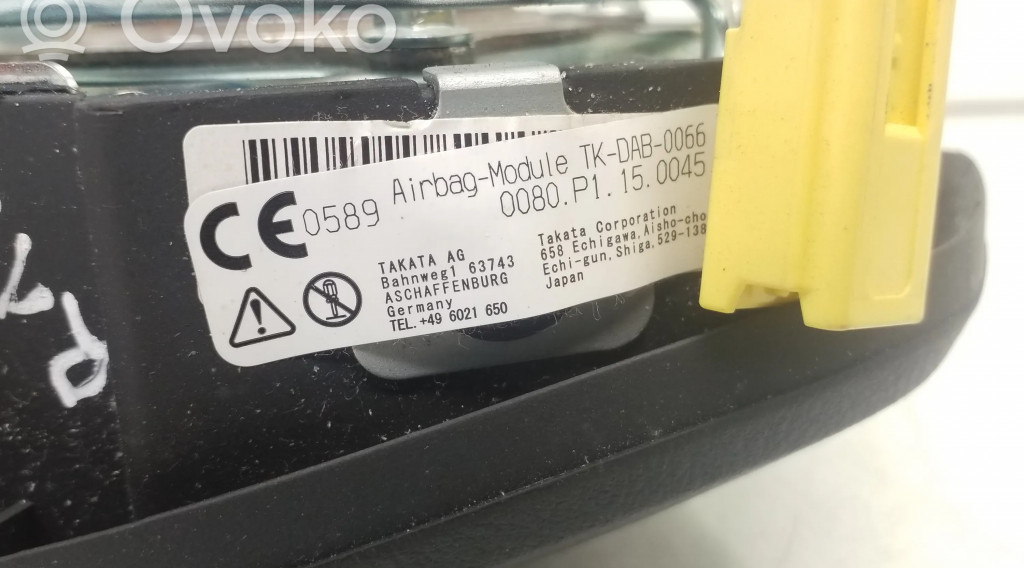 Ovoko
CE 0589
Airbag-Module TK-DAB-0066
0080.P1.15.0045
TAKATA AG
Bahnweg1 63743
ASCHAFFENBURG
Germany
TEL. +49 6021 650
Takata Corporation
658 Echigawa, Aisho-cho
Echi-gun, Shiga, 529-138
Japan